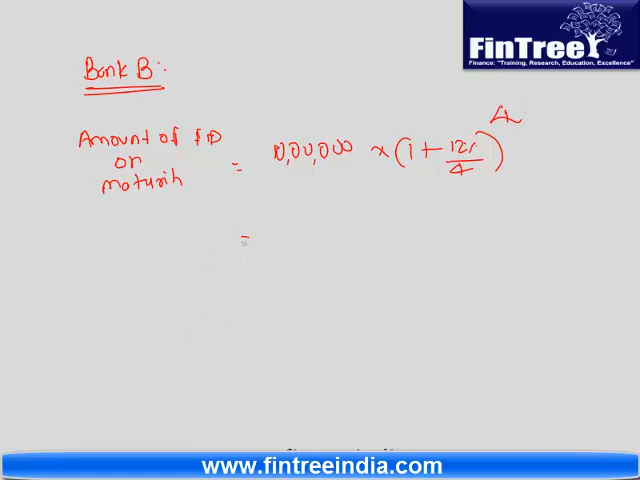 FinTree
Finance: "Training, Research, Education, Excellence"
Bank B:
Amount of FD
on
maturity
= 10,00,000 × (1 + 12%/4)^4
=
www.fintreeindia.com